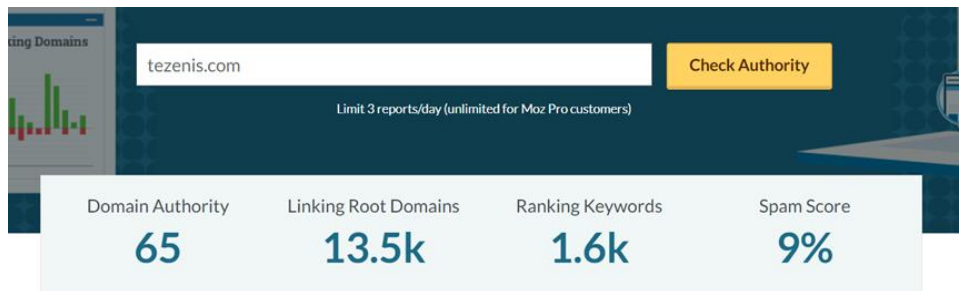 king Domains
tezenis.com
Check Authority
Limit 3 reports/day (unlimited for Moz Pro customers)
Domain Authority
Linking Root Domains
Ranking Keywords
Spam Score
65
13.5k
1.6k
9%